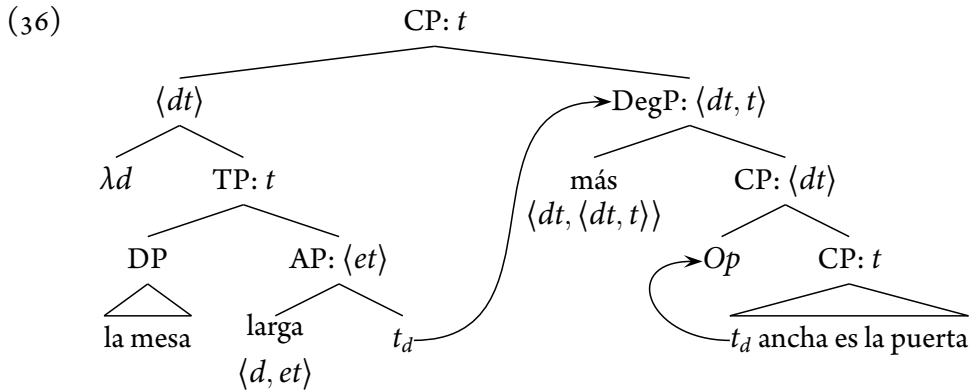 (36) CP: t
⟨dt⟩ DegP: ⟨dt, t⟩
λd TP: t más CP: ⟨dt⟩
⟨dt, ⟨dt, t⟩⟩
DP AP: ⟨et⟩ Op CP: t
la mesa larga t_d t_d ancha es la puerta
⟨d, et⟩